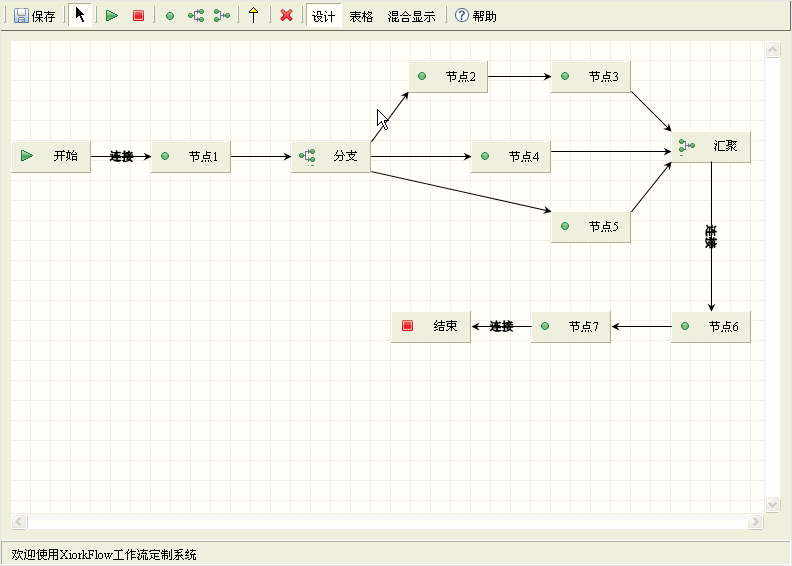 保存
设计
表格
混合显示
帮助
节点2
节点3
开始
连接
节点1
分支
节点4
汇聚
节点5
连接
结束
连接
节点7
节点6
欢迎使用XiorkFlow工作流定制系统